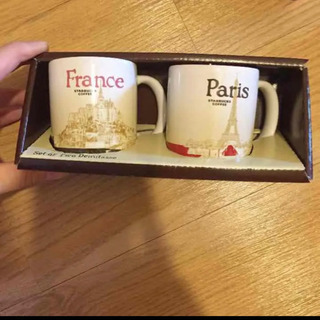 France
STARBUCKS
COFFEE
Paris
STARBUCKS
COFFEE
Set of Two Demitasse